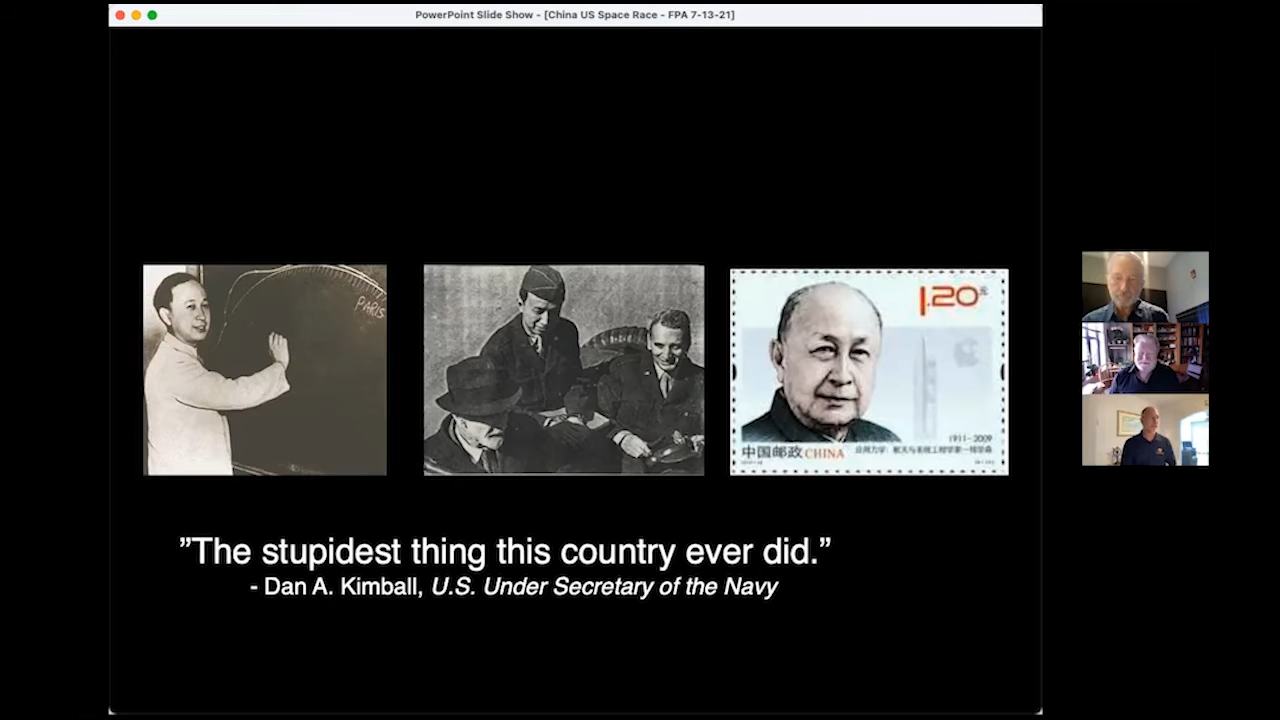 PowerPoint Slide Show - [China US Space Race - FPA 7-13-21]
PARIS
1.20元
1911-2009
中国邮政 CHINA
”The stupidest thing this country ever did.”
- Dan A. Kimball, U.S. Under Secretary of the Navy